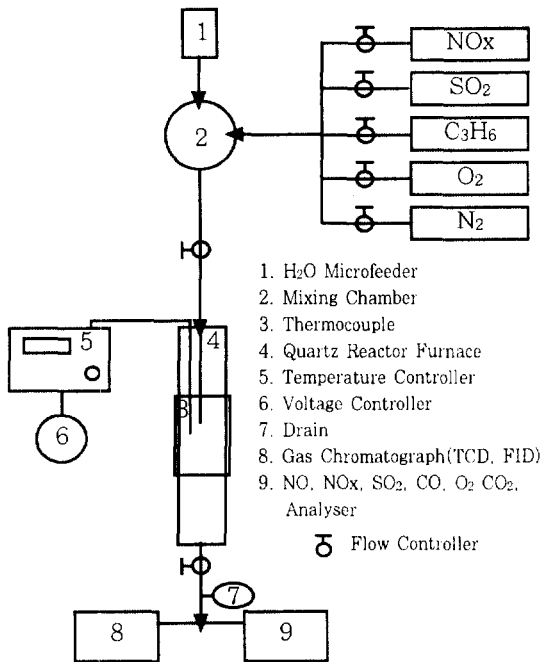 1
NOx
SO₂
C₃H₆
O₂
N₂
2
1. H₂O Microfeeder
2. Mixing Chamber
3. Thermocouple
4. Quartz Reactor Furnace
5. Temperature Controller
6. Voltage Controller
7. Drain
8. Gas Chromatograph(TCD, FID)
9. NO, NOx, SO₂, CO, O₂ CO₂,
Analyser
Flow Controller
4
5
3
6
7
8
9